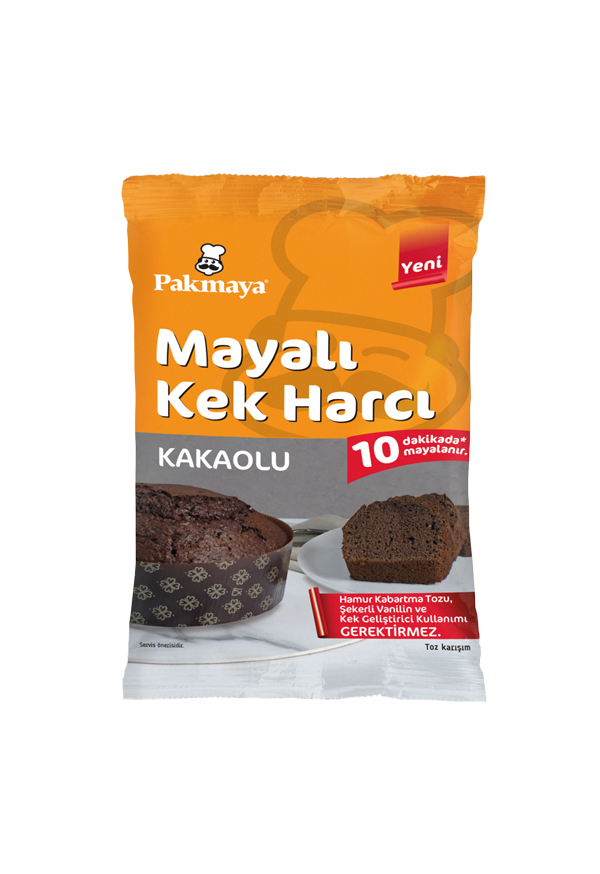 Pakmaya®
Yeni
Mayalı
Kek Harcı
KAKAOLU
10 dakikada*
mayalanır.
Hamur Kabartma Tozu,
Şekerli Vanilin ve
Kek Geliştirici Kullanımı
GEREKTİRMEZ.
Servis önerisidir.
Toz karışım